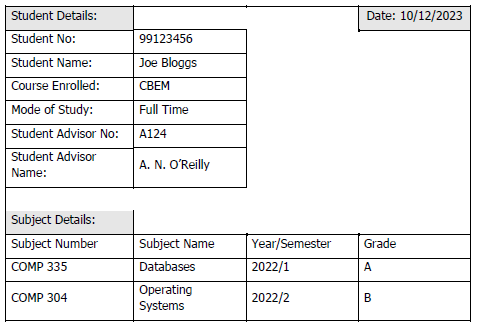 Student Details: Date: 10/12/2023
Student No: 99123456
Student Name: Joe Bloggs
Course Enrolled: CBEM
Mode of Study: Full Time
Student Advisor No: A124
Student Advisor
Name: A. N. O’Reilly
Subject Details:
Subject Number Subject Name Year/Semester Grade
COMP 335 Databases 2022/1 A
COMP 304 Operating
Systems 2022/2 B